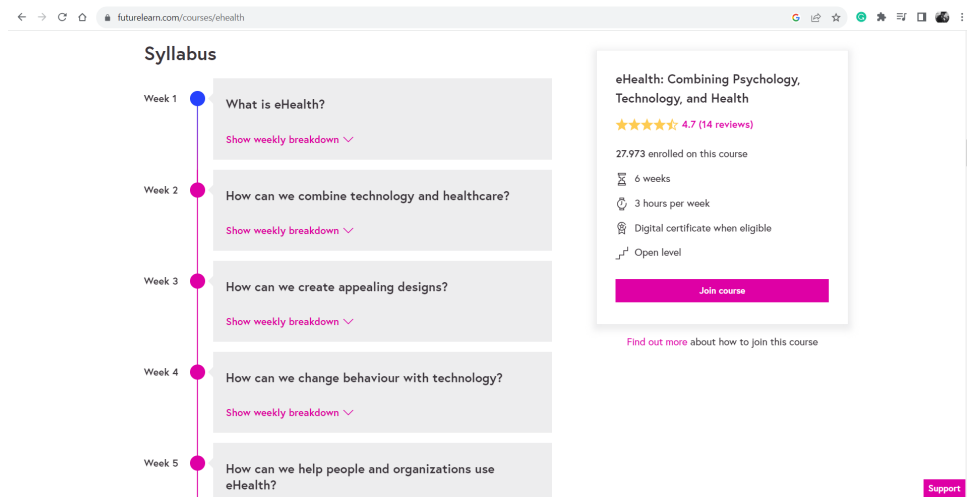 futurelearn.com/courses/ehealth
Syllabus
Week 1
What is eHealth?
Show weekly breakdown
Week 2
How can we combine technology and healthcare?
Show weekly breakdown
Week 3
How can we create appealing designs?
Show weekly breakdown
Week 4
How can we change behaviour with technology?
Show weekly breakdown
Week 5
How can we help people and organizations use
eHealth?
eHealth: Combining Psychology,
Technology, and Health
4.7 (14 reviews)
27.973 enrolled on this course
6 weeks
3 hours per week
Digital certificate when eligible
Open level
Join course
Find out more about how to join this course
Support